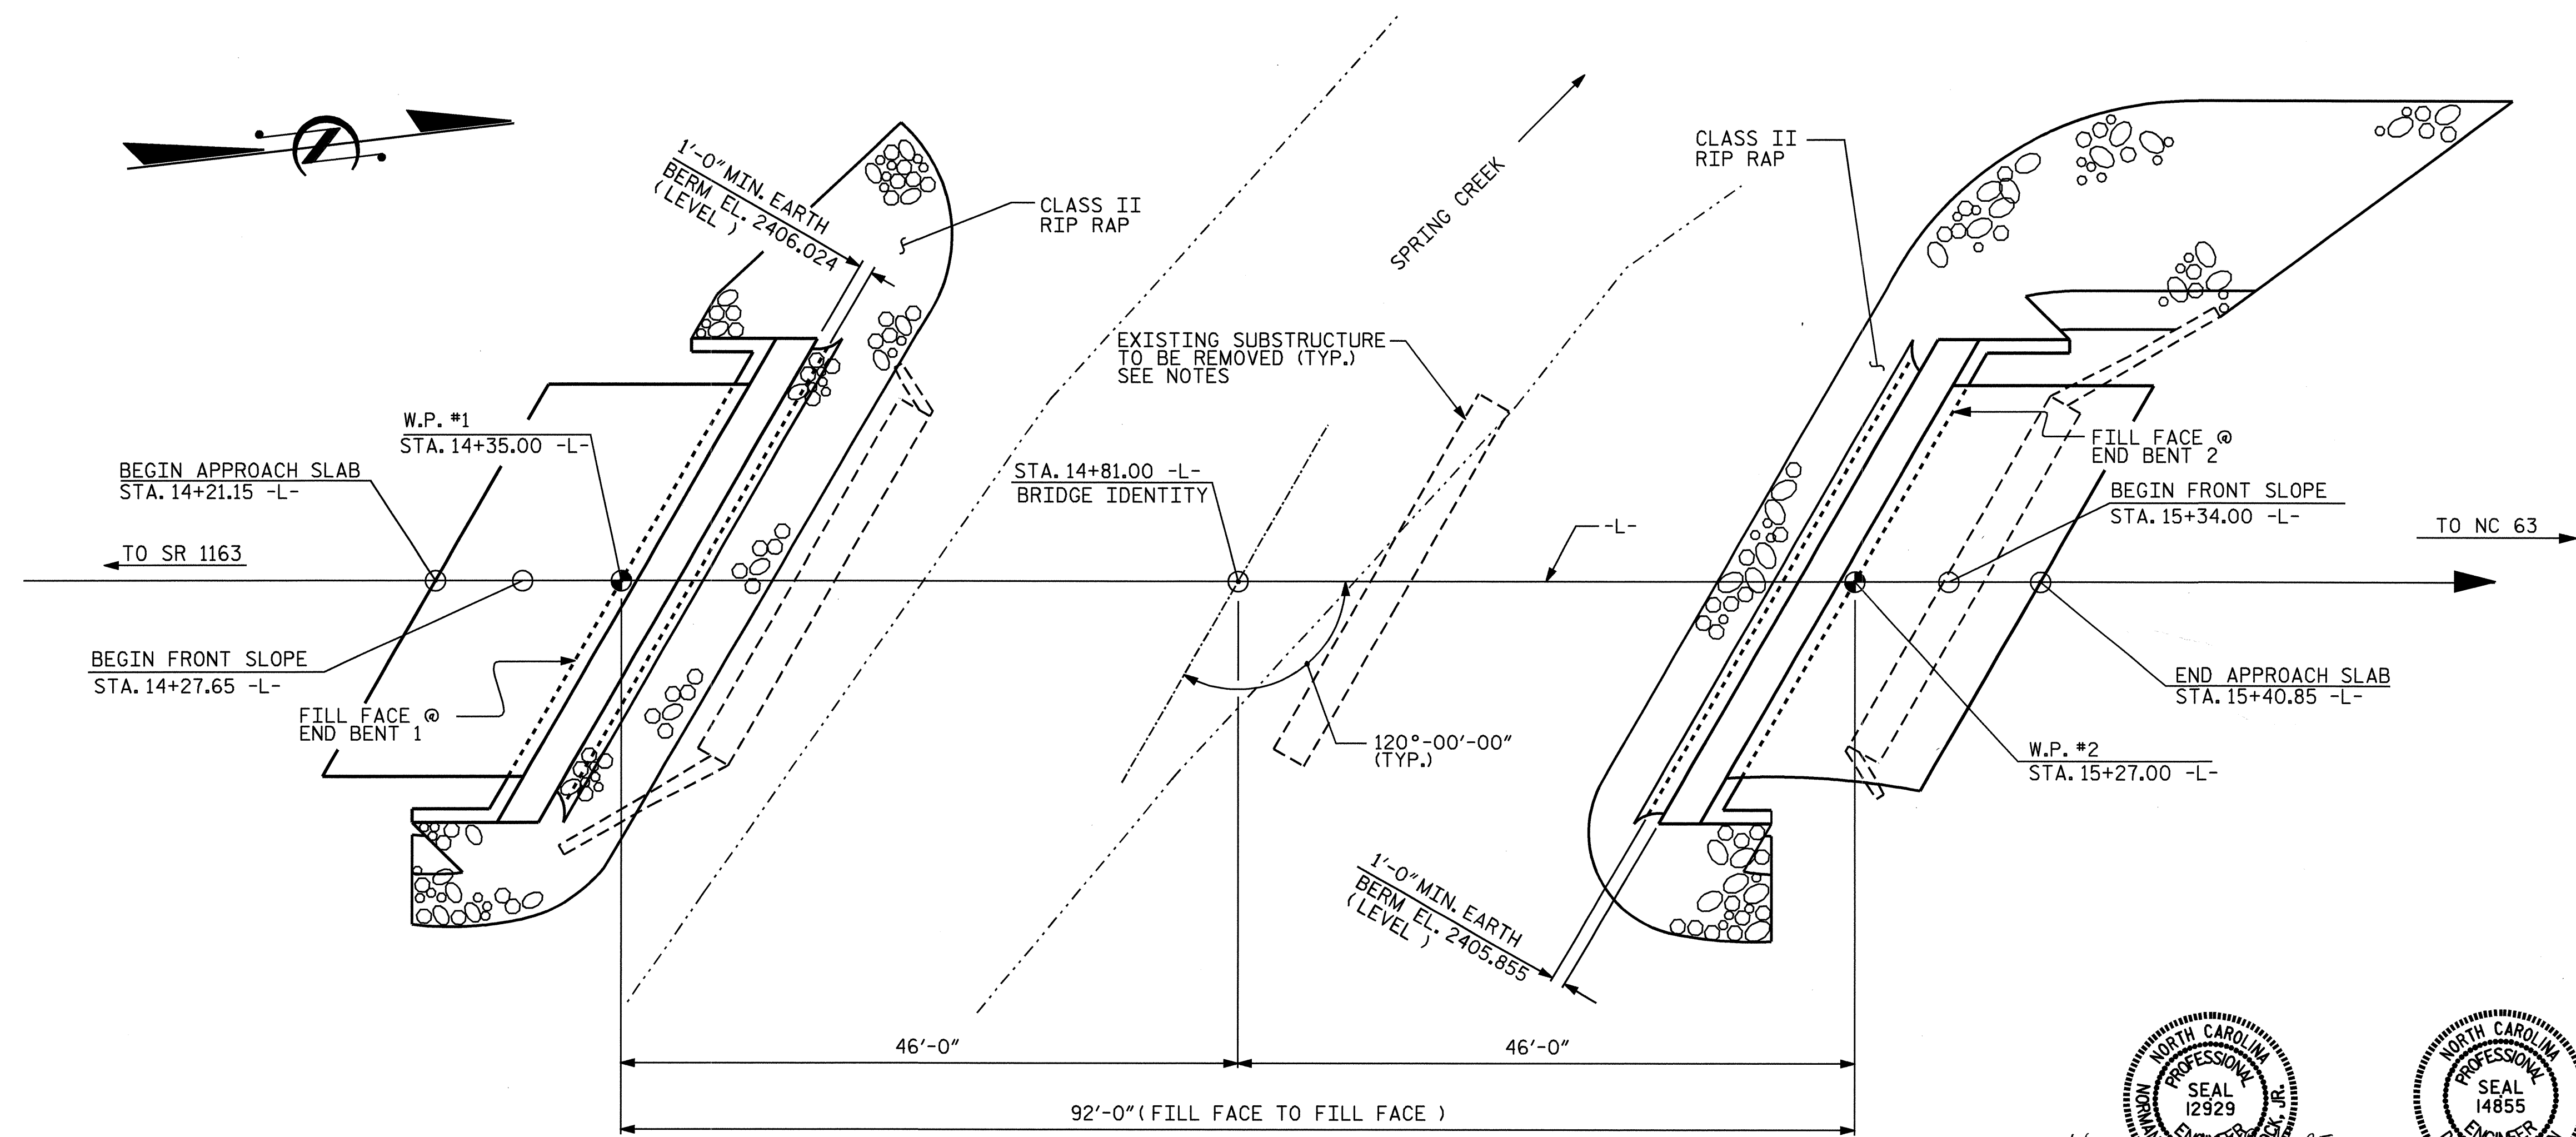 1'-0" MIN. EARTH
BERM EL. 2406.024
( LEVEL )
CLASS II
RIP RAP
SPRING CREEK
CLASS II
RIP RAP
EXISTING SUBSTRUCTURE
TO BE REMOVED (TYP.)
SEE NOTES
W.P. #1
STA. 14+35.00 -L-
BEGIN APPROACH SLAB
STA. 14+21.15 -L-
STA. 14+81.00 -L-
BRIDGE IDENTITY
FILL FACE @
END BENT 2
BEGIN FRONT SLOPE
STA. 15+34.00 -L-
-L-
TO SR 1163
TO NC 63
BEGIN FRONT SLOPE
STA. 14+27.65 -L-
FILL FACE @
END BENT 1
END APPROACH SLAB
STA. 15+40.85 -L-
120°-00'-00"
(TYP.)
W.P. #2
STA. 15+27.00 -L-
1'-0" MIN. EARTH
BERM EL. 2405.855
( LEVEL )
46'-0"
46'-0"
92'-0" ( FILL FACE TO FILL FACE )
NORTH CAROLINA
PROFESSIONAL
SEAL
12929
ENGINEER
NORTH CAROLINA
PROFESSIONAL
SEAL
14855
ENGINEER